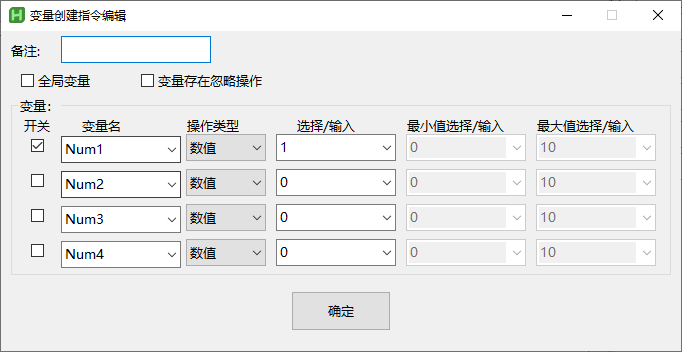 变量创建指令编辑
备注:
全局变量 变量存在忽略操作
变量:
开关 变量名 操作类型 选择/输入 最小值选择/输入 最大值选择/输入
Num1 数值 1 0 10
Num2 数值 0 0 10
Num3 数值 0 0 10
Num4 数值 0 0 10
确定